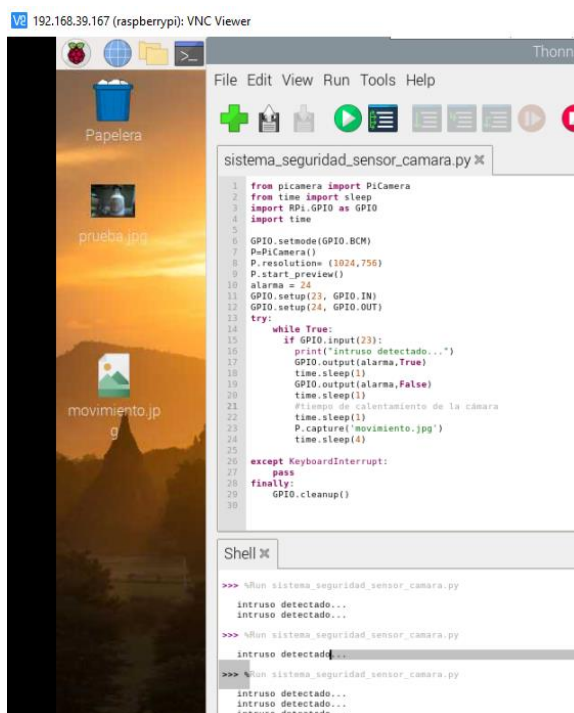 192.168.39.167 (raspberrypi): VNC Viewer
Thonn
File Edit View Run Tools Help
Papelera
prueba.jpg
movimiento.jp
g
sistema_seguridad_sensor_camara.py
1 from picamera import PiCamera
2 from time import sleep
3 import RPi.GPIO as GPIO
4 import time
5
6 GPIO.setmode(GPIO.BCM)
7 P=PiCamera()
8 P.resolution= (1024,756)
9 P.start_preview()
10 alarma = 24
11 GPIO.setup(23, GPIO.IN)
12 GPIO.setup(24, GPIO.OUT)
13 try:
14     while True:
15       if GPIO.input(23):
16         print("intruso detectado...")
17         GPIO.output(alarma,True)
18         time.sleep(1)
19         GPIO.output(alarma,False)
20         time.sleep(1)
21         #tiempo de calentamiento de la cámara
22         time.sleep(1)
23         P.capture('movimiento.jpg')
24         time.sleep(4)
25
26 except KeyboardInterrupt:
27     pass
28 finally:
29     GPIO.cleanup()
30
Shell
>>> %Run sistema_seguridad_sensor_camara.py
intruso detectado...
intruso detectado...
>>> %Run sistema_seguridad_sensor_camara.py
intruso detectado...
>>> %Run sistema_seguridad_sensor_camara.py
intruso detectado...
intruso detectado...
intruso detectado...